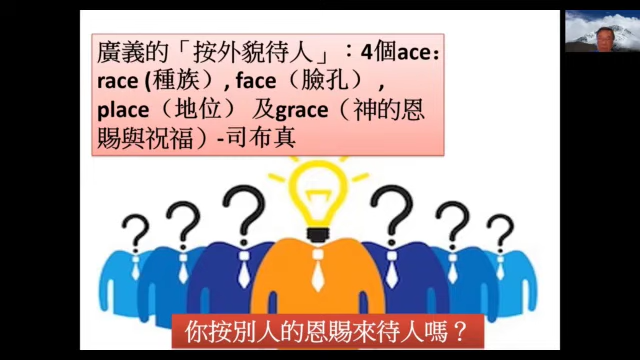 廣義的「按外貌待人」：4個ace：
race (種族）, face（臉孔） ,
place（地位） 及grace（神的恩
賜與祝福）-司布真
? ? ? ? ? ?
你按別人的恩賜來待人嗎？